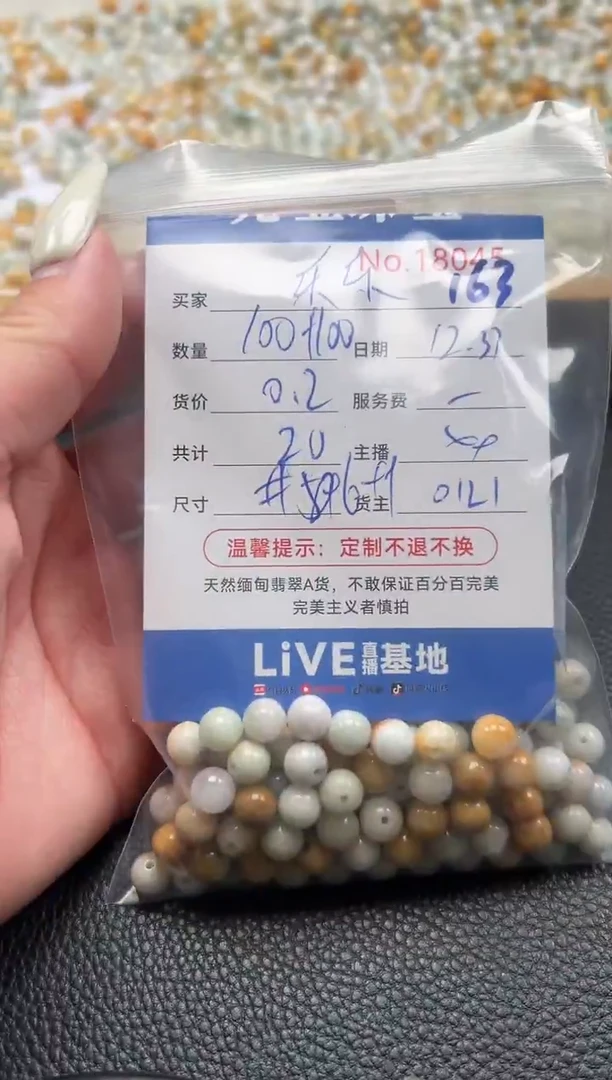 No.18045
买家 乐乐 163
数量 100+100 日期 12.31
货价 0.2 服务费 -
共计 20 主播
尺寸 货主 0121
温馨提示：定制不退不换
天然缅甸翡翠A货，不敢保证百分百完美
完美主义者慎拍
LiVE直播基地